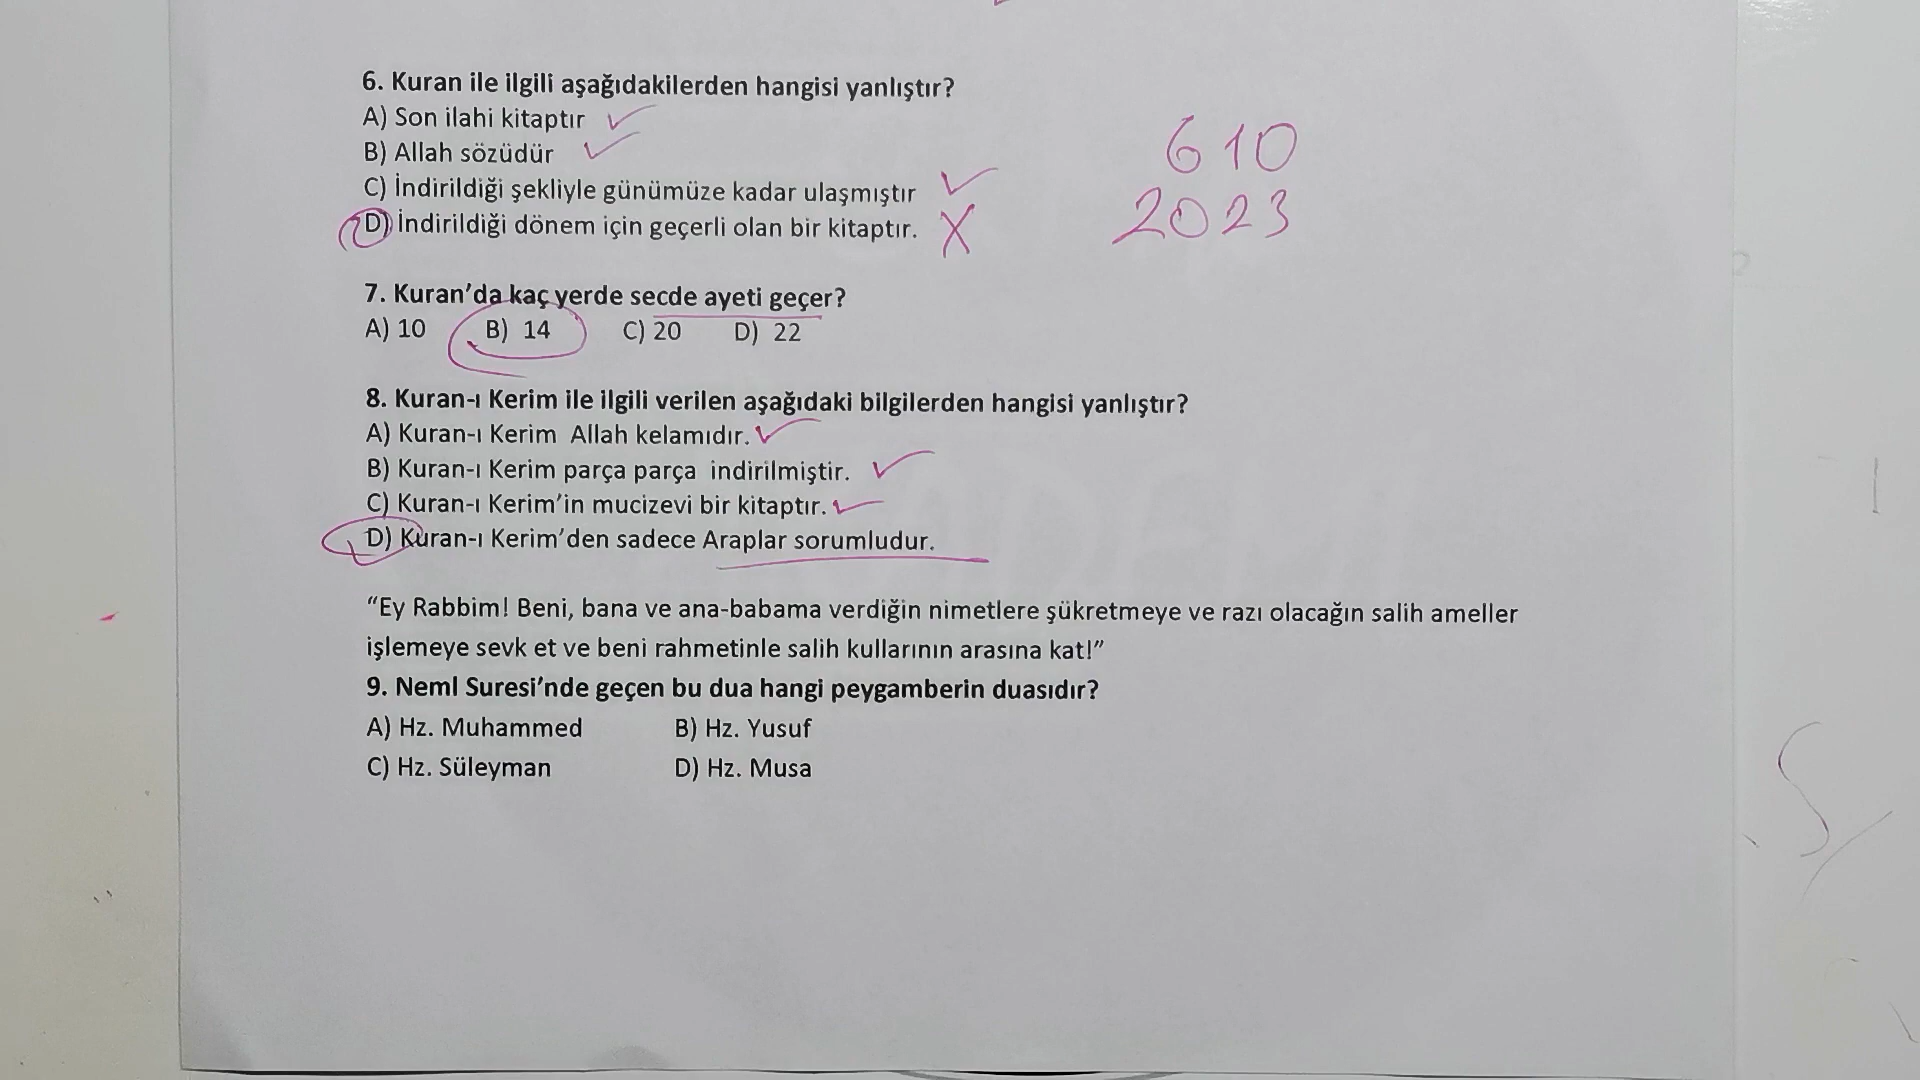 6. Kuran ile ilgili aşağıdakilerden hangisi yanlıştır?
A) Son ilahi kitaptır
B) Allah sözüdür
C) İndirildiği şekliyle günümüze kadar ulaşmıştır
D) İndirildiği dönem için geçerli olan bir kitaptır.
610
2023
7. Kuran’da kaç yerde secde ayeti geçer?
A) 10 B) 14 C) 20 D) 22
8. Kuran-ı Kerim ile ilgili verilen aşağıdaki bilgilerden hangisi yanlıştır?
A) Kuran-ı Kerim Allah kelamıdır.
B) Kuran-ı Kerim parça parça indirilmiştir.
C) Kuran-ı Kerim’in mucizevi bir kitaptır.
D) Kuran-ı Kerim’den sadece Araplar sorumludur.
“Ey Rabbim! Beni, bana ve ana-babama verdiğin nimetlere şükretmeye ve razı olacağın salih ameller
işlemeye sevk et ve beni rahmetinle salih kullarının arasına kat!”
9. Neml Suresi’nde geçen bu dua hangi peygamberin duasıdır?
A) Hz. Muhammed B) Hz. Yusuf
C) Hz. Süleyman D) Hz. Musa